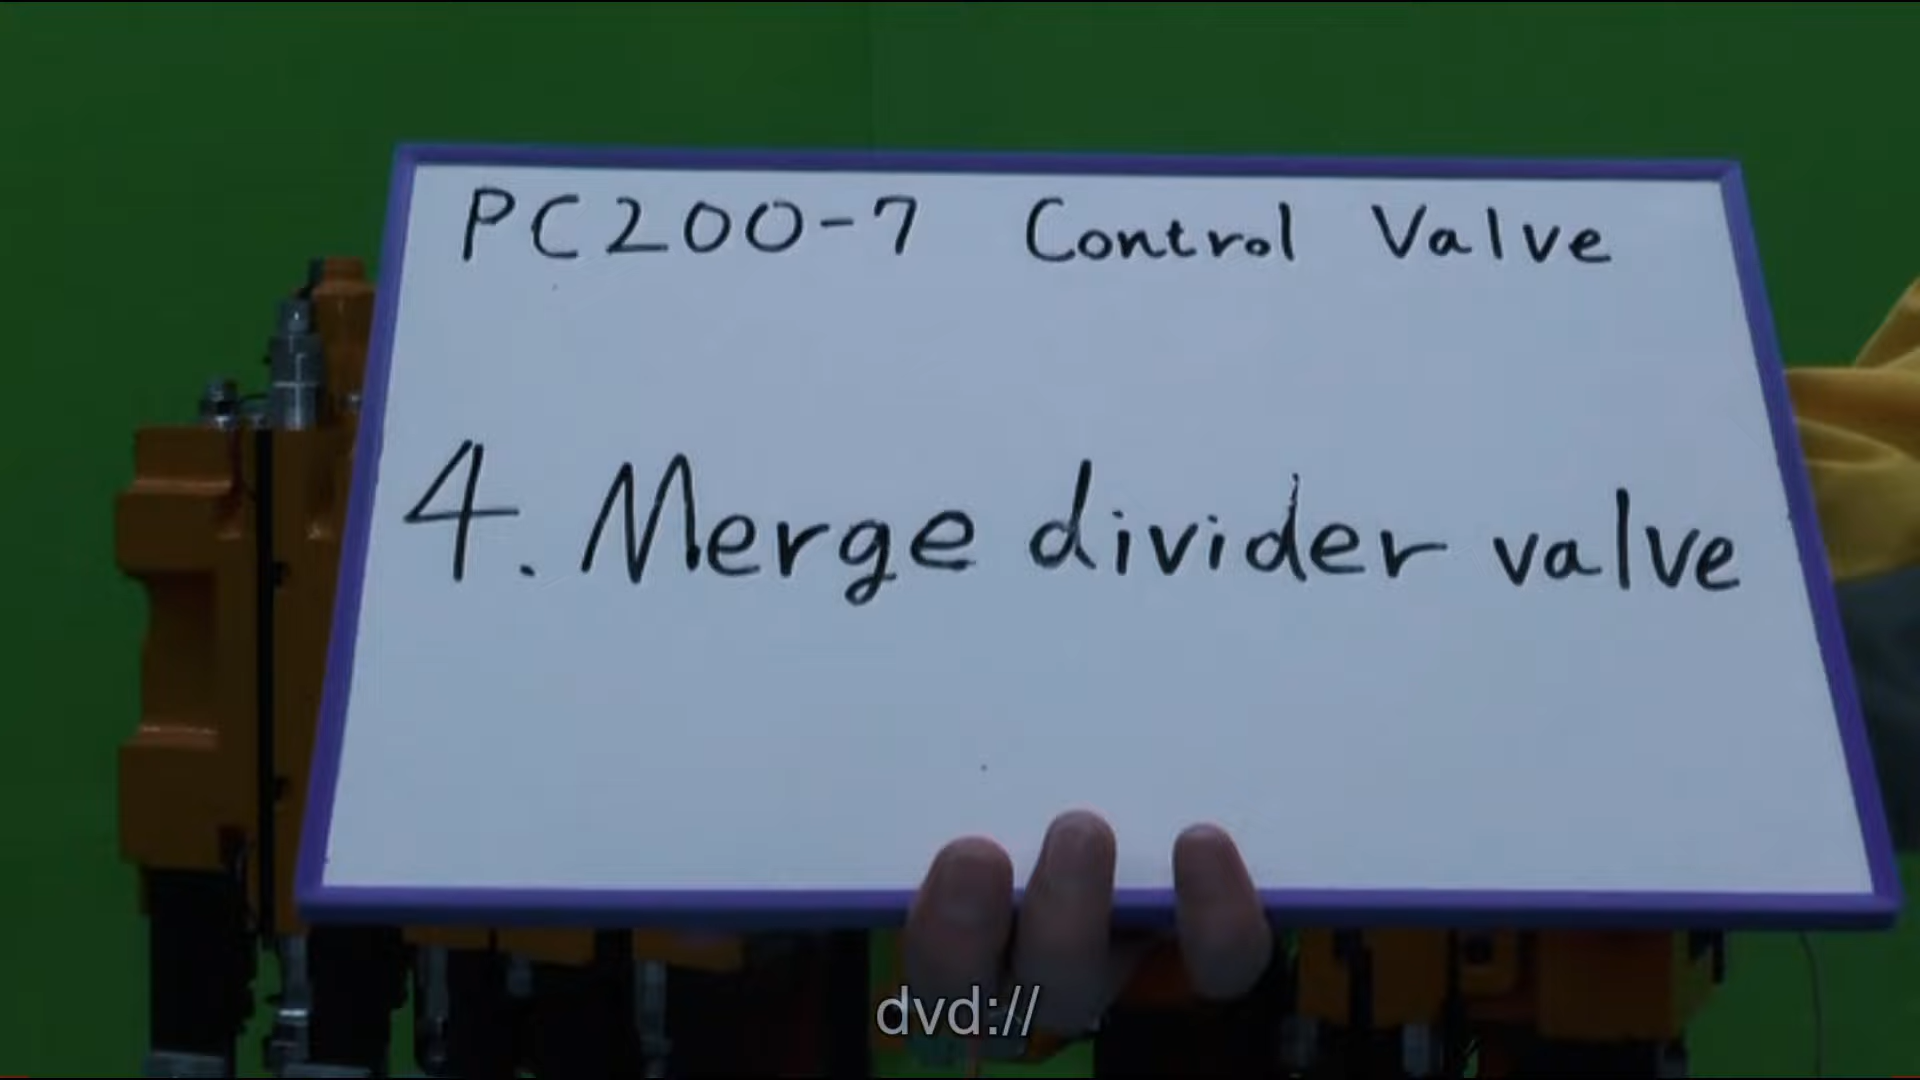 PC200-7 Control Valve
4. Merge divider valve
dvd://